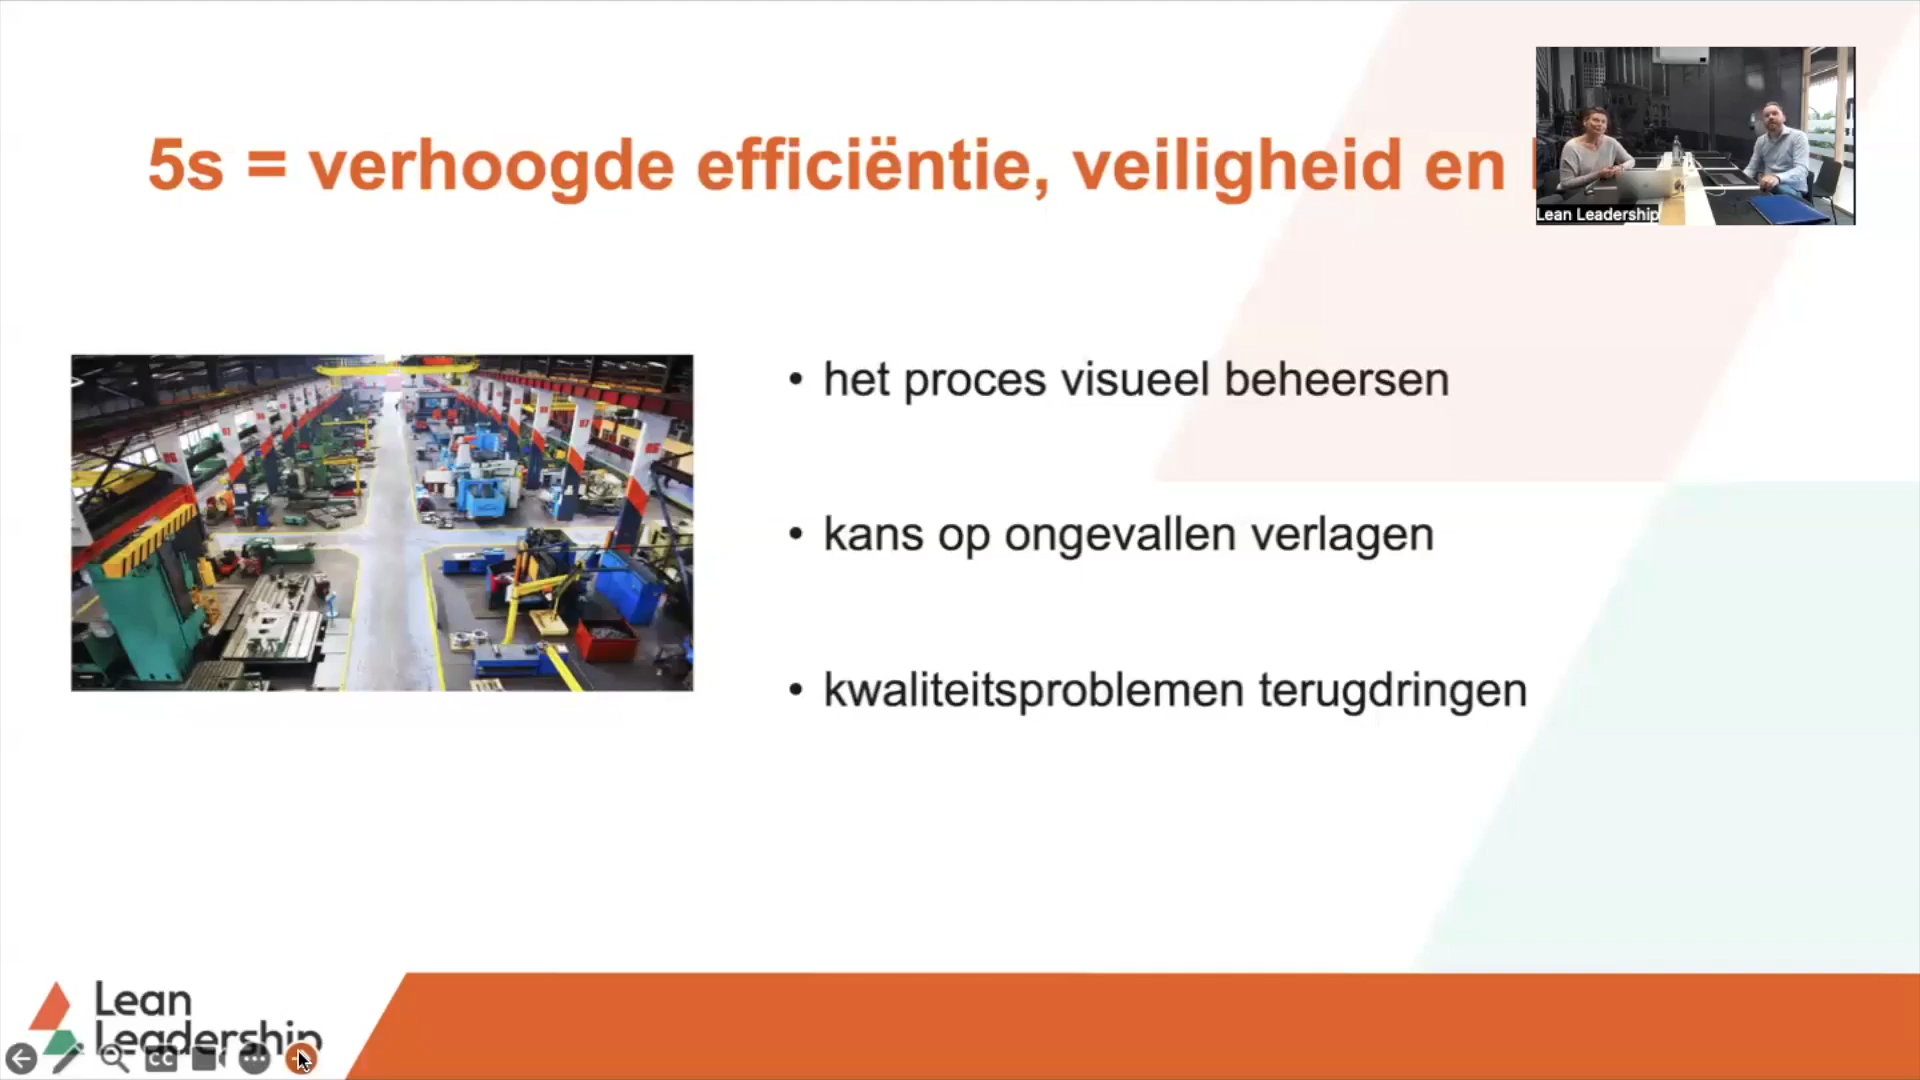 5s = verhoogde efficiëntie, veiligheid en
Lean Leadership
• het proces visueel beheersen
• kans op ongevallen verlagen
• kwaliteitsproblemen terugdringen
Lean
Leadership
CC